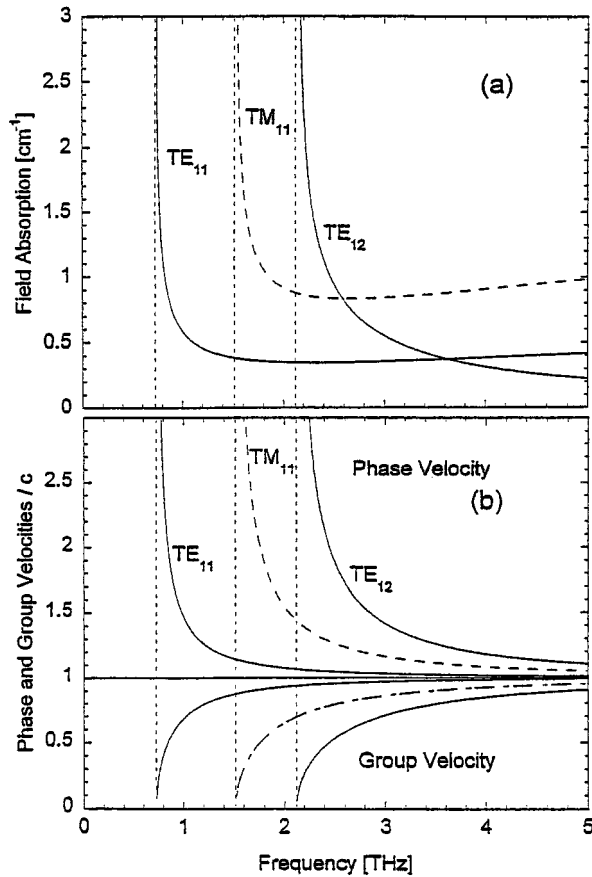 3
2.5
2
1.5
1
0.5
0
Field Absorption [cm⁻¹]
(a)
TE₁₁
TM₁₁
TE₁₂
2.5
2
1.5
1
0.5
0
Phase and Group Velocities / c
TM₁₁
Phase Velocity
(b)
TE₁₁
TE₁₂
Group Velocity
0 1 2 3 4 5
Frequency [THz]